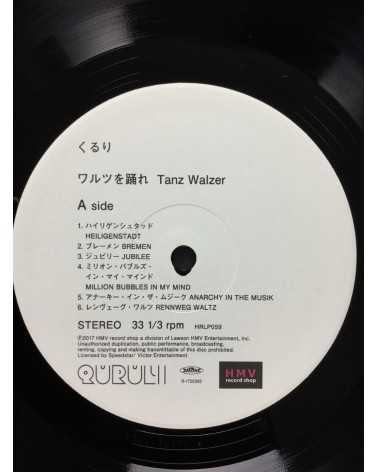 くるり
ワルツを踊れ Tanz Walzer
A side
1. ハイリゲンシュタッド
HEILIGENSTADT
2. ブレーメン BREMEN
3. ジュビリー JUBILEE
4. ミリオン・バブルズ・
イン・マイ・マインド
MILLION BUBBLES IN MY MIND
5. アナーキー・イン・ザ・ムジーク ANARCHY IN THE MUSIK
6. レンヴェーグ・ワルツ RENNWEG WALTZ
STEREO 33 1/3 rpm HRLP059
℗2017 HMV record shop a division of Lawson HMV Entertainment, Inc.
Unauthorized duplication, public performance, broadcasting,
renting, copying and making transmittable of this disc prohibited.
Licensed by Speedstar/ Victor Entertainment.
QURULI
HMV
record shop